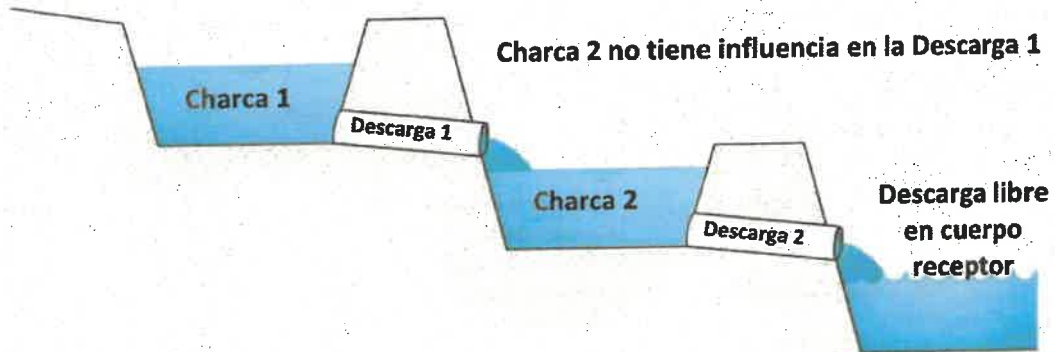 Charca 2 no tiene influencia en la Descarga 1
Charca 1
Descarga 1
Charca 2
Descarga 2
Descarga libre
en cuerpo
receptor